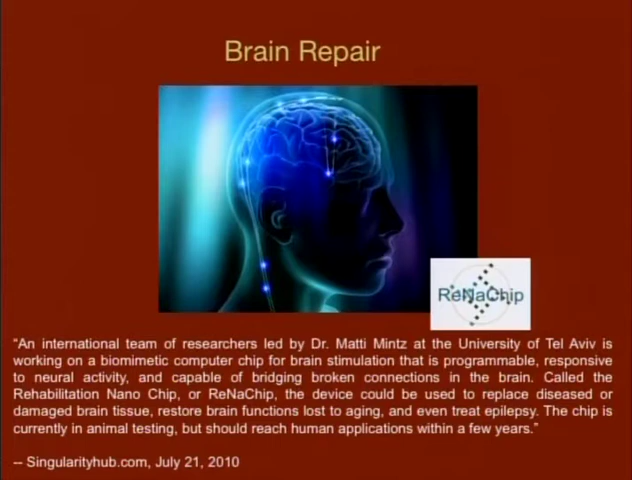 Brain Repair
ReNaChip
"An international team of researchers led by Dr. Matti Mintz at the University of Tel Aviv is
working on a biomimetic computer chip for brain stimulation that is programmable, responsive
to neural activity, and capable of bridging broken connections in the brain. Called the
Rehabilitation Nano Chip, or ReNaChip, the device could be used to replace diseased or
damaged brain tissue, restore brain functions lost to aging, and even treat epilepsy. The chip is
currently in animal testing, but should reach human applications within a few years."
-- Singularityhub.com, July 21, 2010